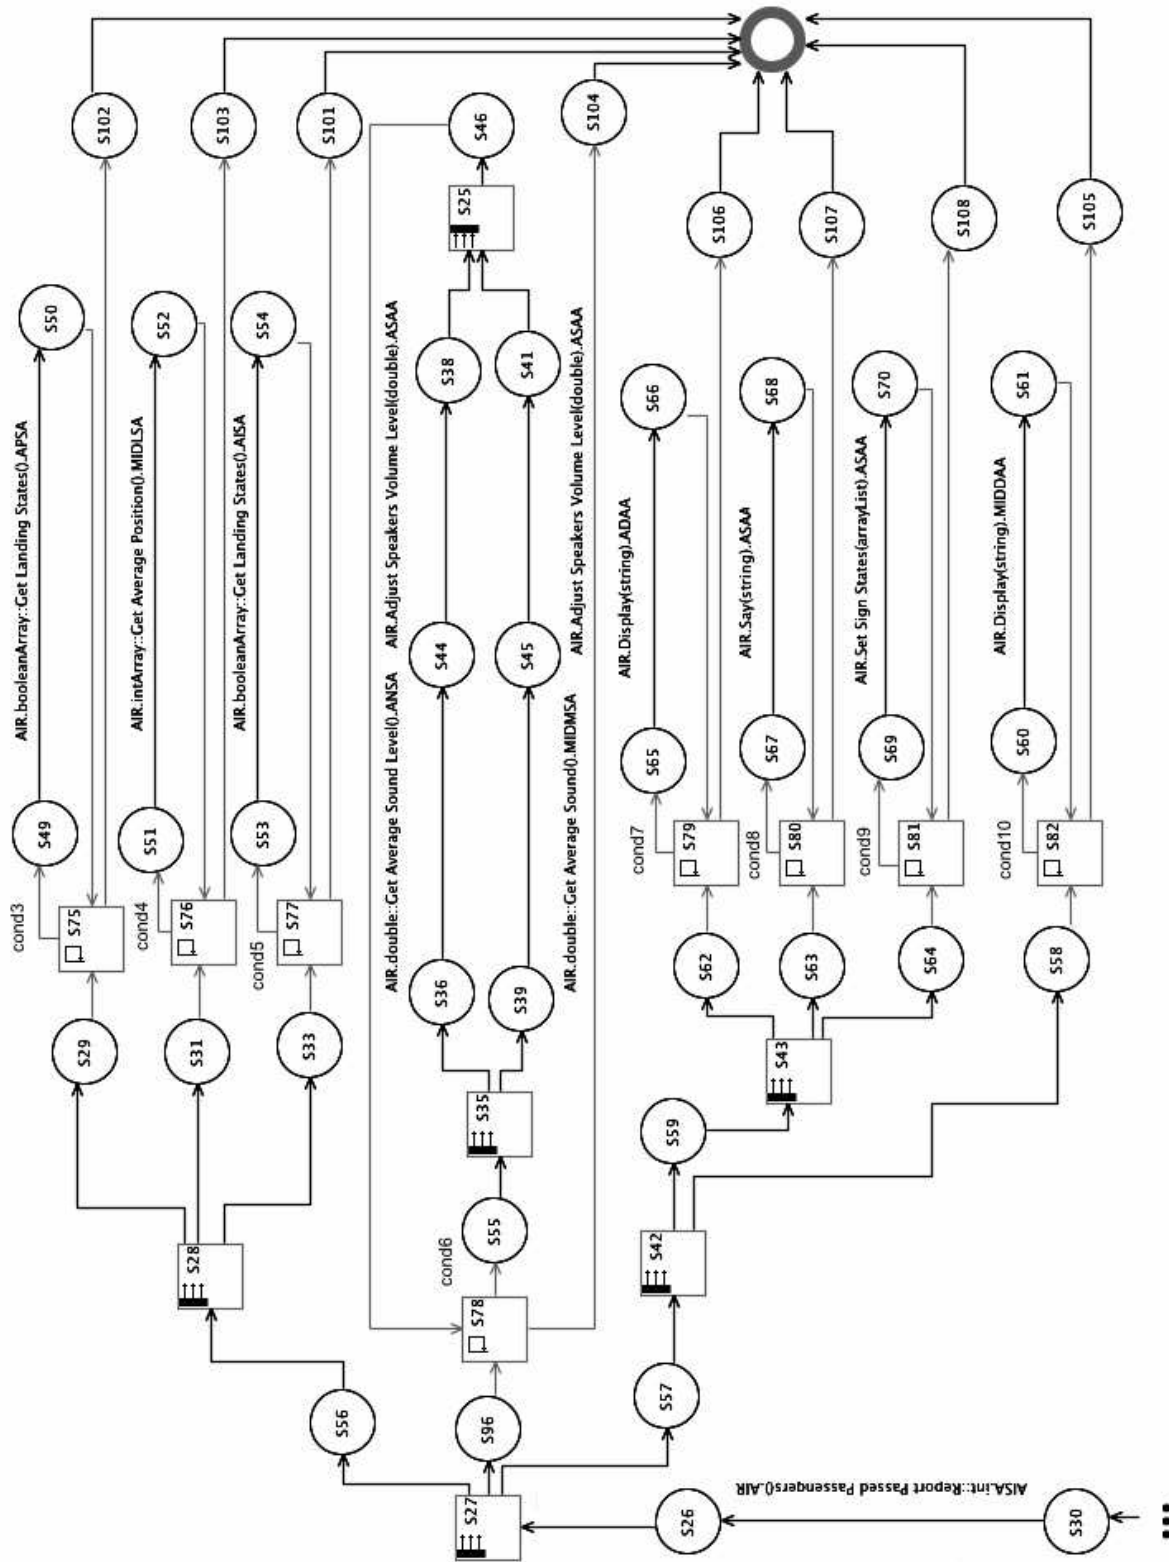 S102
S103
S101
S46
S104
S25
S106
S107
S108
S105
S50
S52
S54
S38
S41
S66
S68
S70
S61
AIR.booleanArray::Get Landing States().APSA
AIR.intArray::Get Average Position().MIDLSA
AIR.booleanArray::Get Landing States().AISA
AIR.Adjust Speakers Volume Level(double).ASAA
AIR.Adjust Speakers Volume Level(double).ASAA
AIR.Display(string).ADAA
AIR.Say(string).ASAA
AIR.Set Sign States(arrayList).ASAA
AIR.Display(string).MIDDAA
S44
S45
S49
S51
S53
S65
S67
S69
S60
cond3
cond4
cond5
cond7
cond8
cond9
cond10
S75
S76
S77
S79
S80
S81
S82
AIR.double::Get Average Sound Level().ANSA
AIR.double::Get Average Sound().MIDMSA
S36
S39
S62
S63
S64
S58
S29
S31
S33
S35
S43
S59
S28
S55
S42
cond6
S78
S56
S96
S57
S27
S26
AISA.int::Report Passed Passengers().AIR
S30